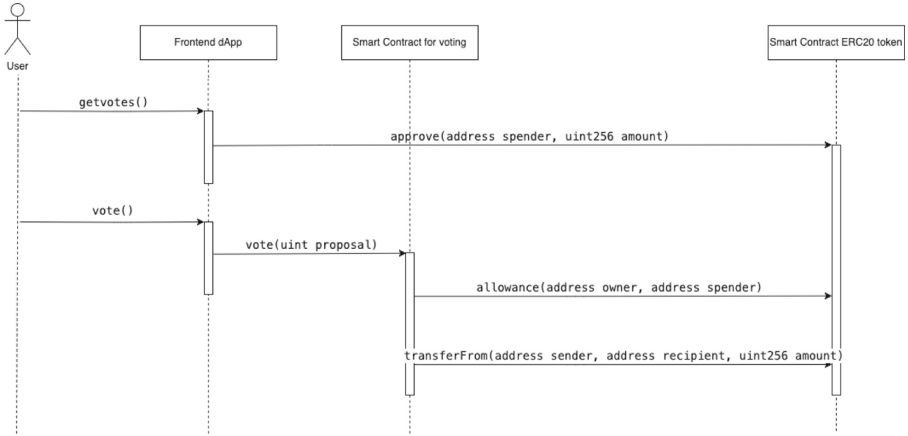 User
Frontend dApp
Smart Contract for voting
Smart Contract ERC20 token
getvotes()
approve(address spender, uint256 amount)
vote()
vote(uint proposal)
allowance(address owner, address spender)
transferFrom(address sender, address recipient, uint256 amount)